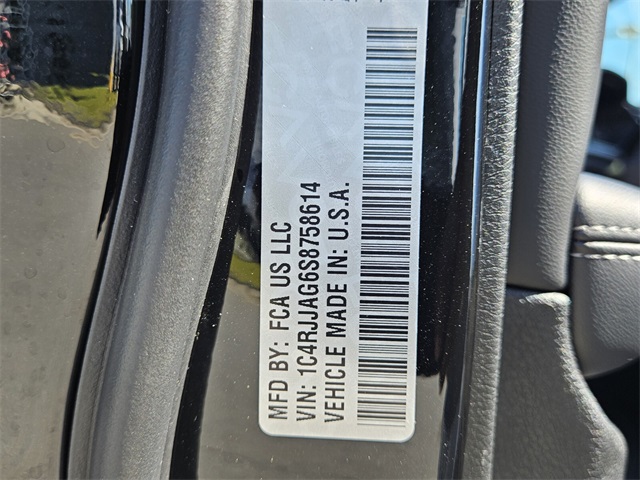 MFD BY: FCA US LLC
VIN: 1C4RJJAG6S8758614
VEHICLE MADE IN: U.S.A.